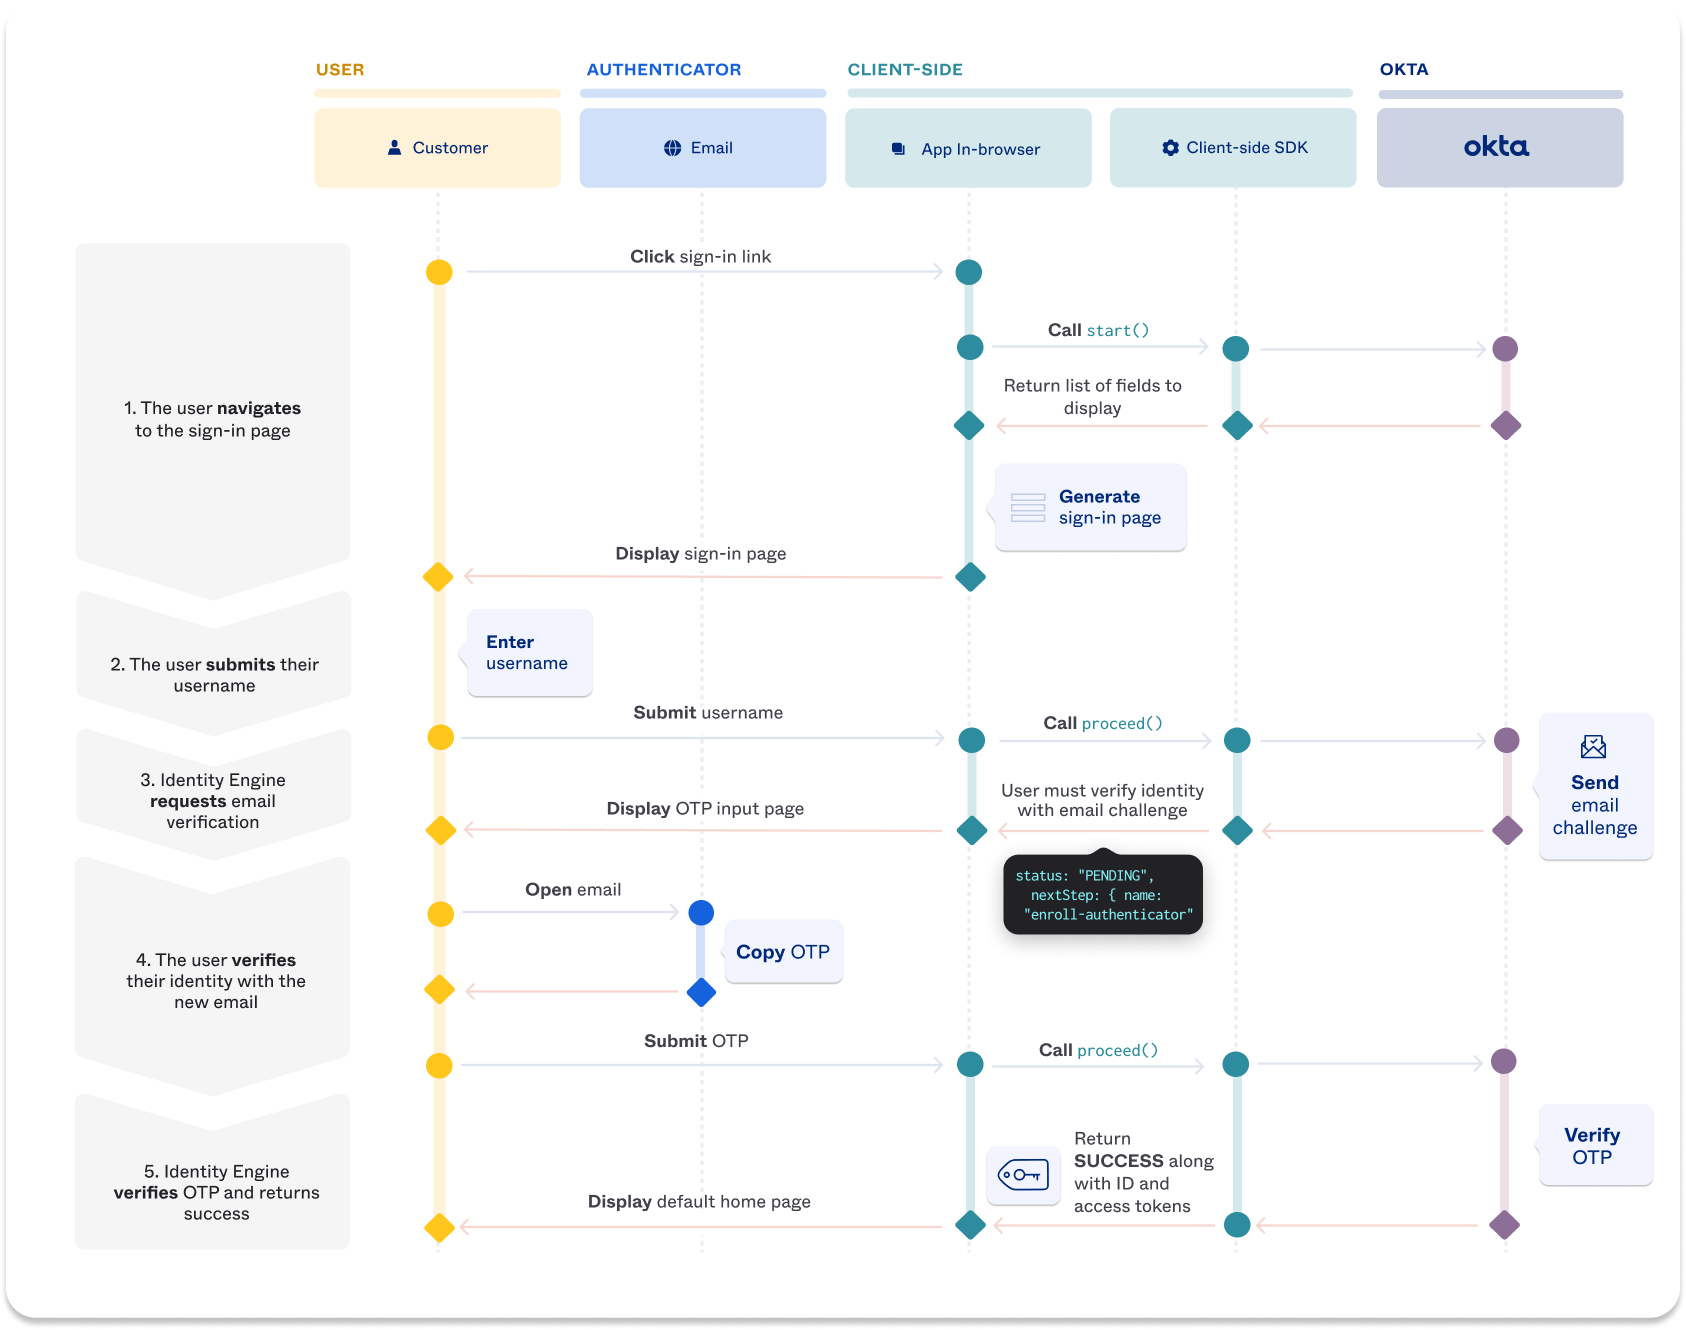 USER
AUTHENTICATOR
CLIENT-SIDE
OKTA
Customer
Email
App In-browser
Client-side SDK
okta
1. The user navigates
to the sign-in page
Click sign-in link
Call start()
Return list of fields to
display
Generate
sign-in page
Display sign-in page
2. The user submits their
username
Enter
username
Submit username
Call proceed()
3. Identity Engine
requests email
verification
Display OTP input page
User must verify identity
with email challenge
Send
email
challenge
status: "PENDING",
nextStep: { name:
"enroll-authenticator"
4. The user verifies
their identity with the
new email
Open email
Copy OTP
Submit OTP
Call proceed()
5. Identity Engine
verifies OTP and returns
success
Display default home page
Return
SUCCESS along
with ID and
access tokens
Verify
OTP